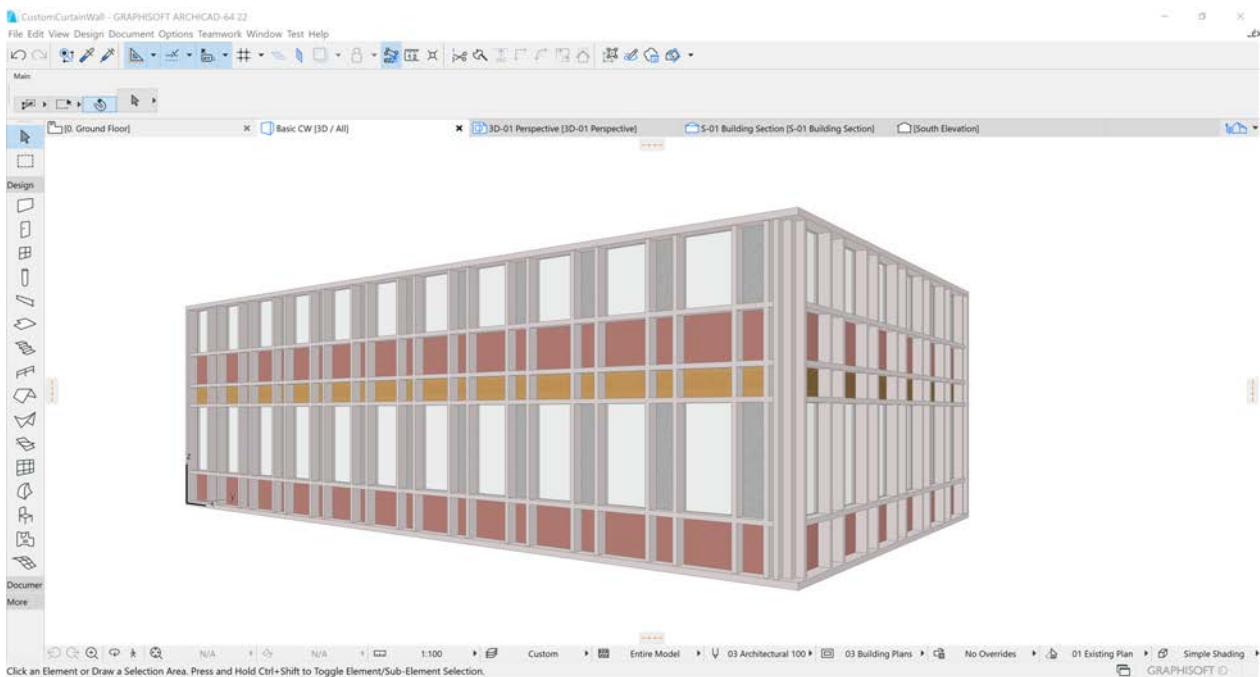 CustomCurtainWall - GRAPHISOFT ARCHICAD-64 22
File Edit View Design Document Options Teamwork Window Test Help
Main
[0. Ground Floor] Basic CW [3D / All] 3D-01 Perspective [3D-01 Perspective] S-01 Building Section [S-01 Building Section] [South Elevation]
Design
z
y
x
Documer
More
N/A N/A 1:100 Custom Entire Model 03 Architectural 100 03 Building Plans No Overrides 01 Existing Plan Simple Shading
Click an Element or Draw a Selection Area. Press and Hold Ctrl+Shift to Toggle Element/Sub-Element Selection.
GRAPHISOFT ID